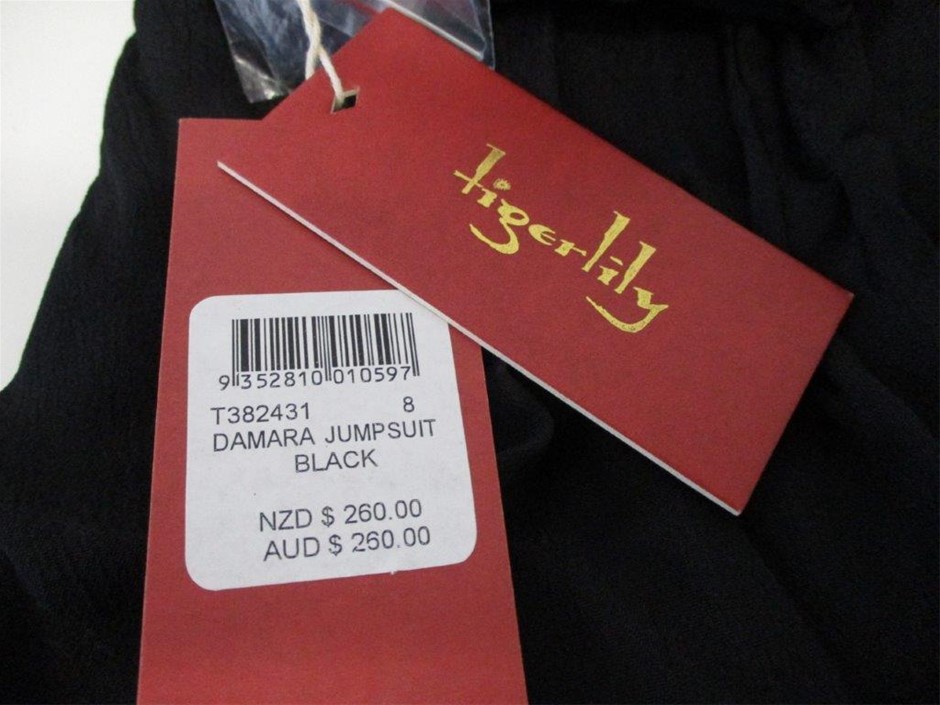 tigerlily
9 352810 010597
T382431 8
DAMARA JUMPSUIT
BLACK
NZD $ 260.00
AUD $ 260.00